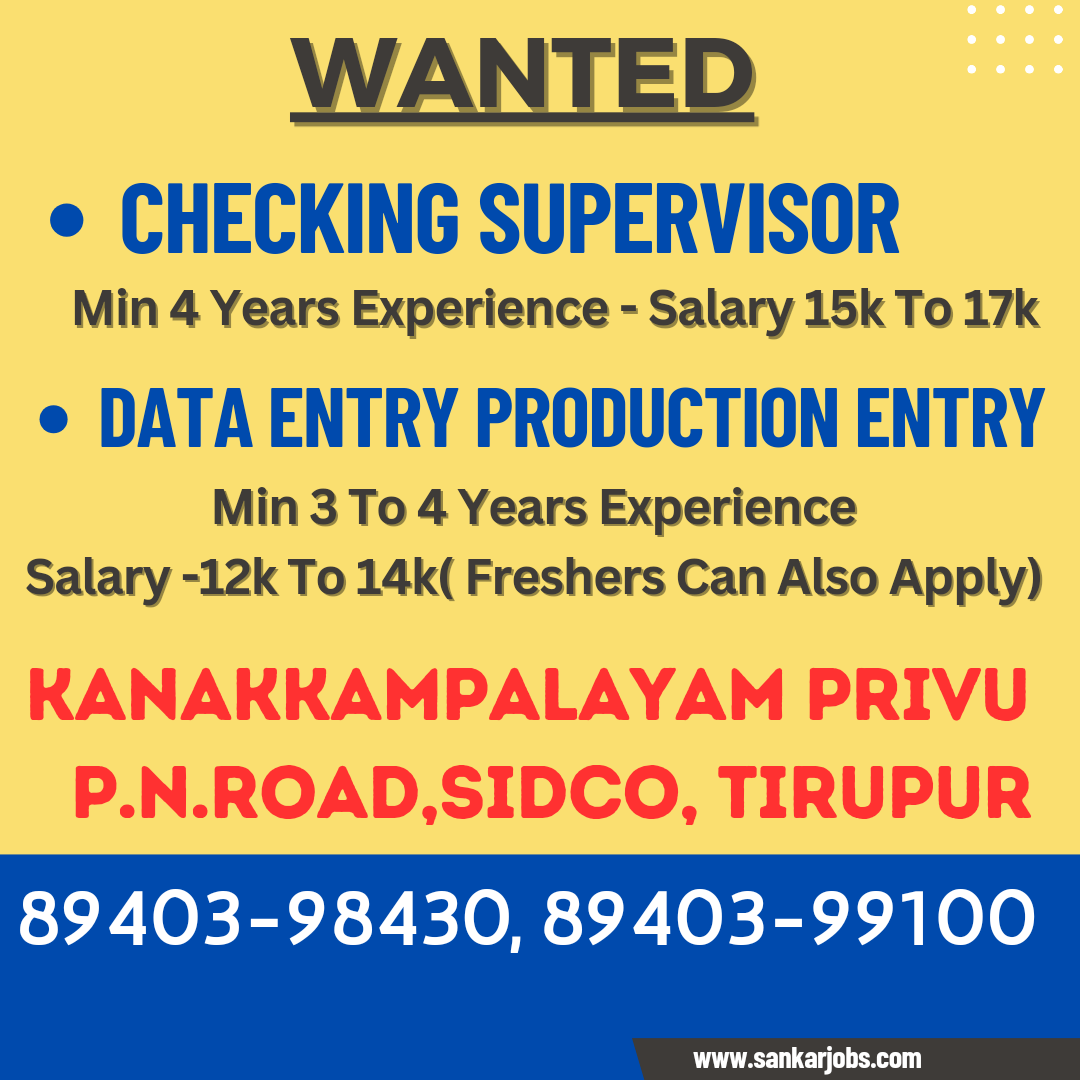 WANTED
• CHECKING SUPERVISOR
Min 4 Years Experience - Salary 15k To 17k
• DATA ENTRY PRODUCTION ENTRY
Min 3 To 4 Years Experience
Salary -12k To 14k( Freshers Can Also Apply)
KANAKKAMPALAYAM PRIVU
P.N.ROAD,SIDCO, TIRUPUR
89403-98430, 89403-99100
www.sankarjobs.com